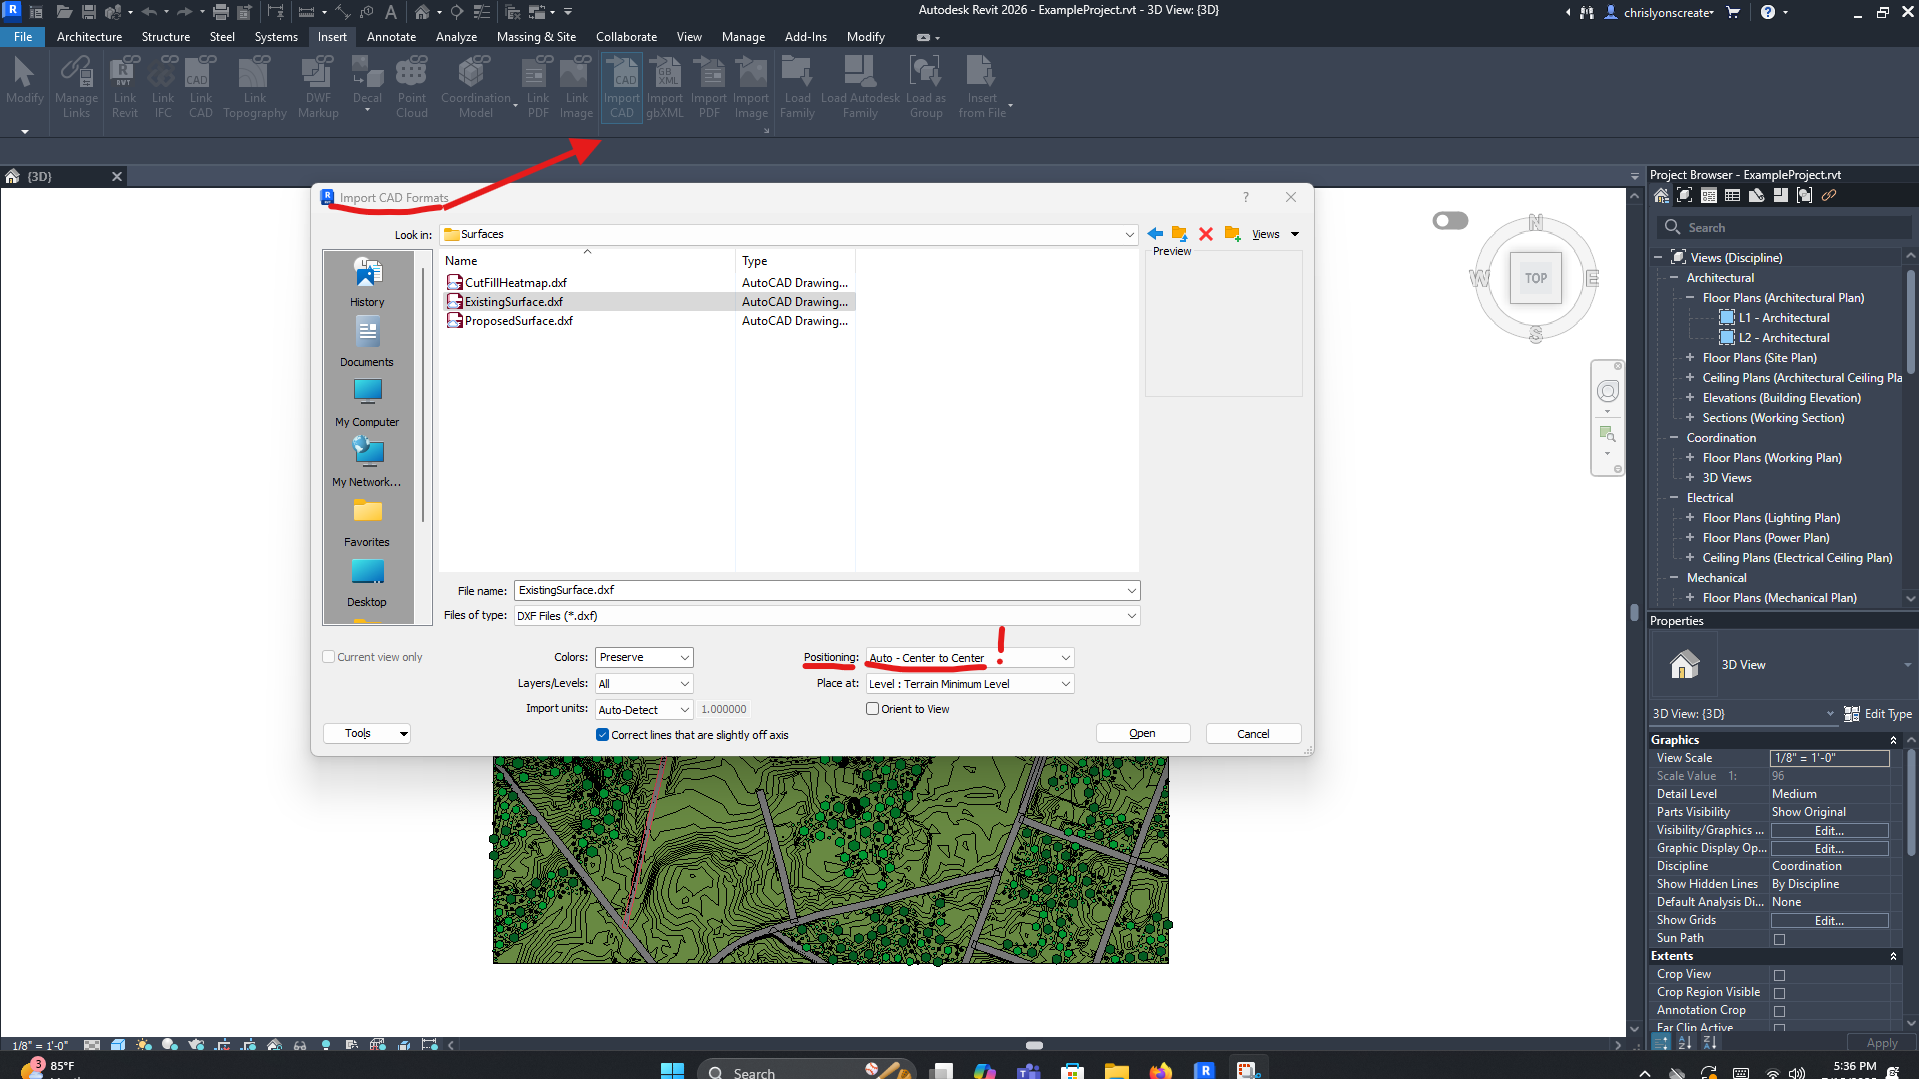 Autodesk Revit 2026 - ExampleProject.rvt - 3D View: {3D}
chrislyonscreate
File Architecture Structure Steel Systems Insert Annotate Analyze Massing & Site Collaborate View Manage Add-Ins Modify
Modify
Manage Links
Link Revit
Link IFC
Link CAD
Link Topography
DWF Markup
Decal
Point Cloud
Coordination Model
Link PDF
Link Image
Import CAD
Import gbXML
Import PDF
Import Image
Load Family
Load Autodesk Family
Load as Group
Insert from File
{3D}
Import CAD Formats
Look in: Surfaces
Views
Preview
Name Type
CutFillHeatmap.dxf AutoCAD Drawing...
ExistingSurface.dxf AutoCAD Drawing...
ProposedSurface.dxf AutoCAD Drawing...
History
Documents
My Computer
My Network...
Favorites
Desktop
File name: ExistingSurface.dxf
Files of type: DXF Files (*.dxf)
Current view only
Colors: Preserve
Positioning: Auto - Center to Center !
Layers/Levels: All
Place at: Level : Terrain Minimum Level
Import units: Auto-Detect 1.000000
Orient to View
Correct lines that are slightly off axis
Tools
Open
Cancel
N
W TOP E
S
Project Browser - ExampleProject.rvt
Search
Views (Discipline)
Architectural
Floor Plans (Architectural Plan)
L1 - Architectural
L2 - Architectural
Floor Plans (Site Plan)
Ceiling Plans (Architectural Ceiling Pla
Elevations (Building Elevation)
Sections (Working Section)
Coordination
Floor Plans (Working Plan)
3D Views
Electrical
Floor Plans (Lighting Plan)
Floor Plans (Power Plan)
Ceiling Plans (Electrical Ceiling Plan)
Mechanical
Floor Plans (Mechanical Plan)
Properties
3D View
3D View: {3D} Edit Type
Graphics
View Scale 1/8" = 1'-0"
Scale Value 1: 96
Detail Level Medium
Parts Visibility Show Original
Visibility/Graphics ... Edit...
Graphic Display Op... Edit...
Discipline Coordination
Show Hidden Lines By Discipline
Default Analysis Di... None
Show Grids Edit...
Sun Path
Extents
Crop View
Crop Region Visible
Annotation Crop
Far Clip Active
Apply
1/8" = 1'-0"
3
85°F
Search
5:36 PM